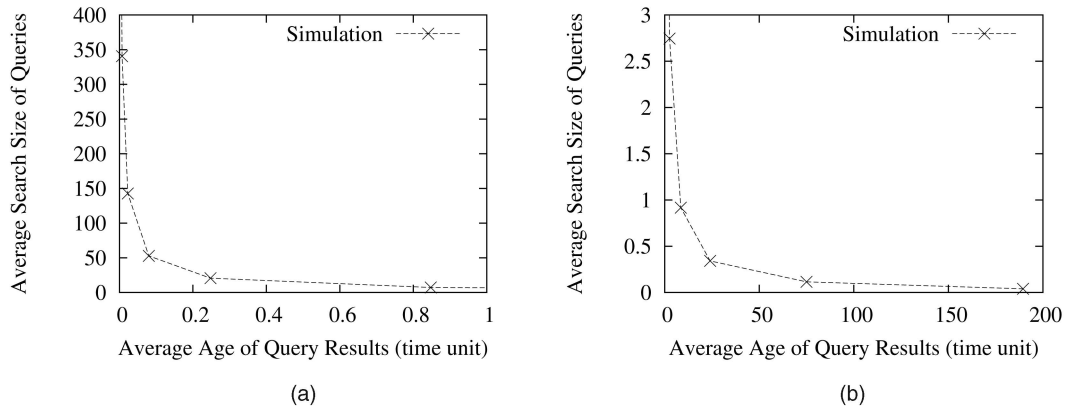 Average Search Size of Queries
400
350
300
250
200
150
100
50
0
Simulation
0 0.2 0.4 0.6 0.8 1
Average Age of Query Results (time unit)
(a)
Average Search Size of Queries
3
2.5
2
1.5
1
0.5
0
Simulation
0 50 100 150 200
Average Age of Query Results (time unit)
(b)